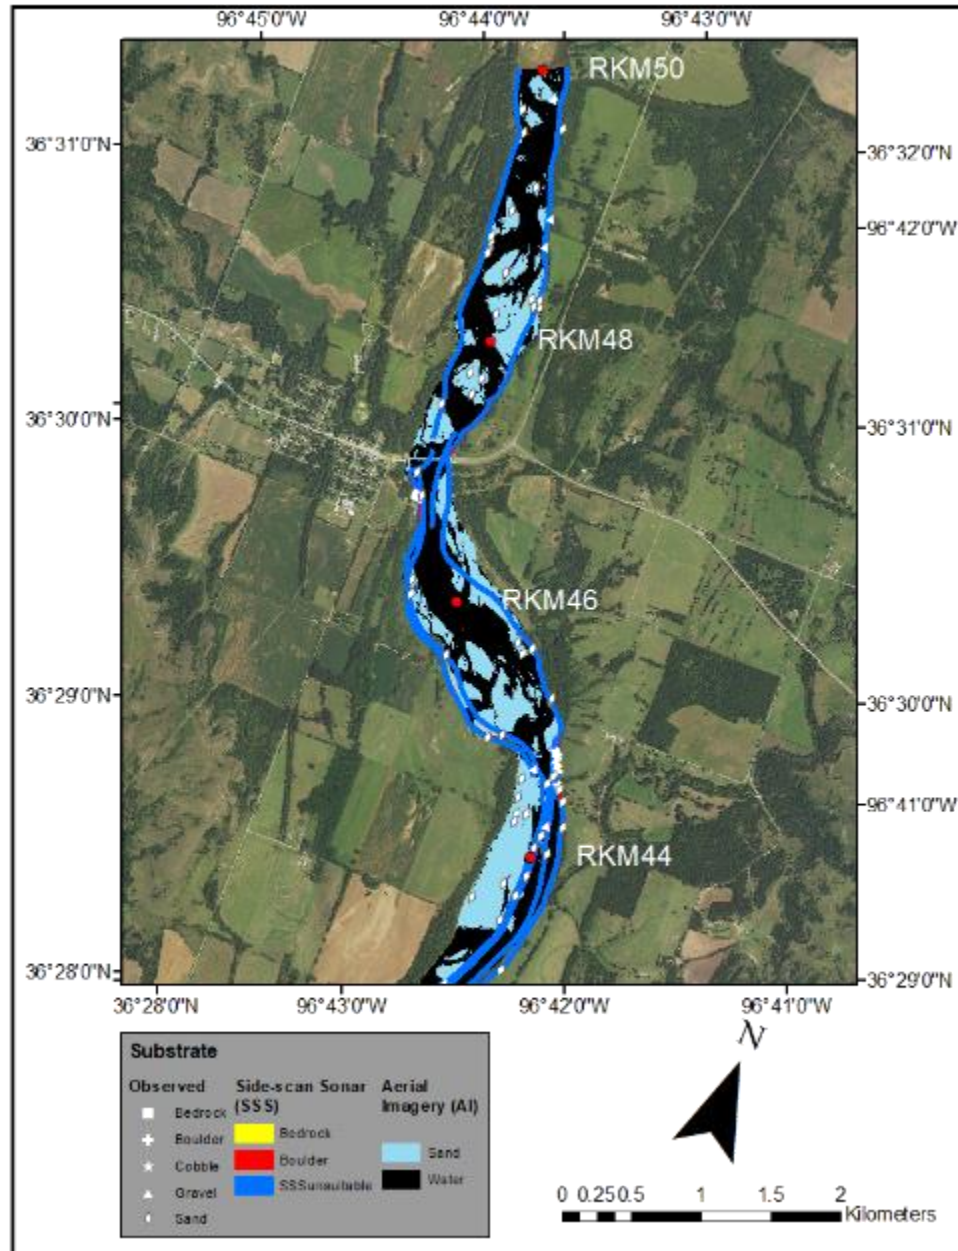 96°45'0"W 96°44'0"W 96°43'0"W
RKM50
36°31'0"N
36°32'0"N
96°42'0"W
RKM48
36°30'0"N
36°31'0"N
RKM46
36°29'0"N
36°30'0"N
96°41'0"W
RKM44
36°28'0"N
36°29'0"N
36°28'0"N 96°43'0"W 96°42'0"W 96°41'0"W
N
Substrate
Observed Side-scan Sonar Aerial
(SSS) Imagery (AI)
Bedrock Bedrock
Boulder Boulder Sand
Cobble SSSunsuitable Water
Gravel
Sand
0 0.250.5 1 1.5 2
Kilometers